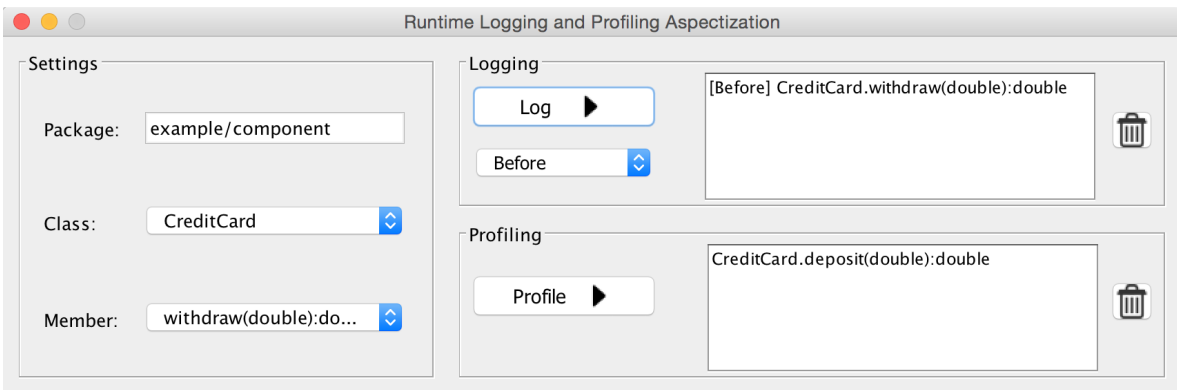 Runtime Logging and Profiling Aspectization
Settings
Package: example/component
Class: CreditCard
Member: withdraw(double):do...
Logging
Log
Before
[Before] CreditCard.withdraw(double):double
Profiling
Profile
CreditCard.deposit(double):double